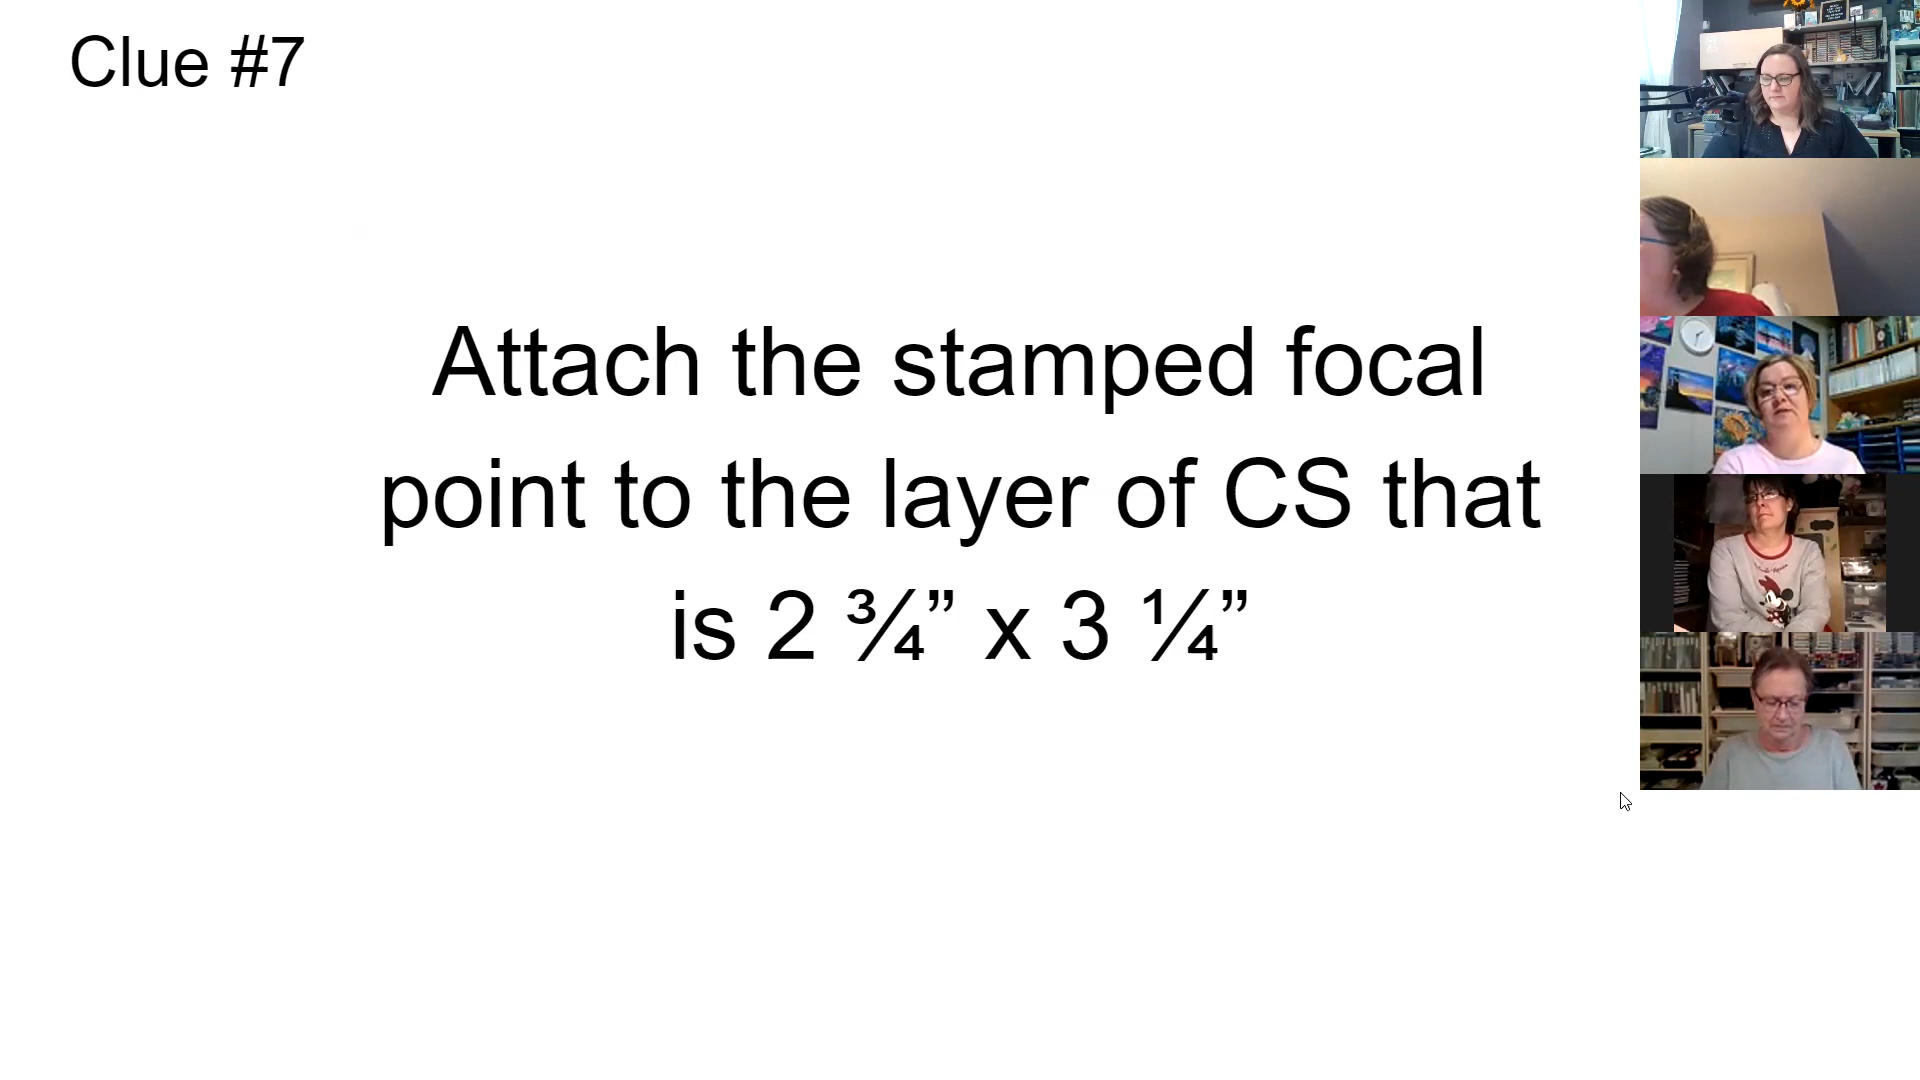 Clue #7
Attach the stamped focal
point to the layer of CS that
is 2 ¾” x 3 ¼”